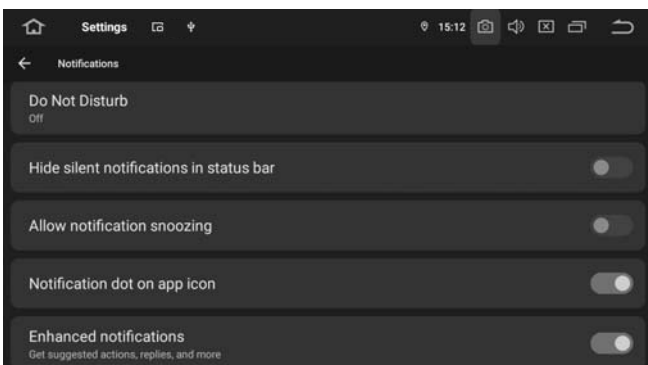 Settings
15:12
Notifications
Do Not Disturb
Off
Hide silent notifications in status bar
Allow notification snoozing
Notification dot on app icon
Enhanced notifications
Get suggested actions, replies, and more